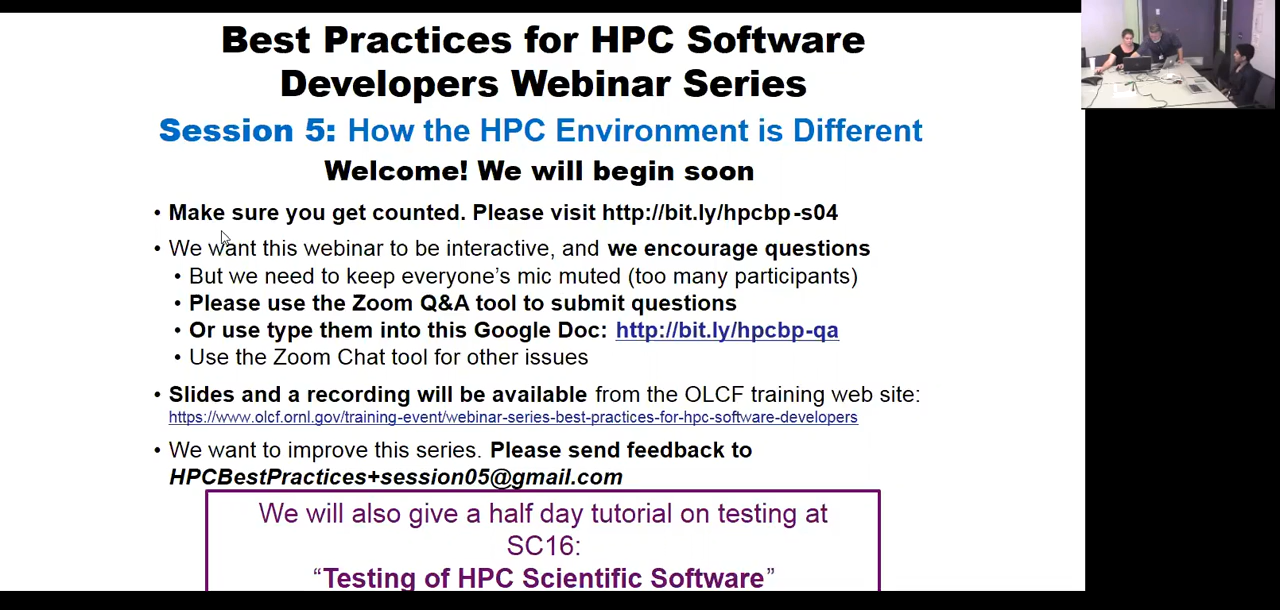 Best Practices for HPC Software
Developers Webinar Series
Session 5: How the HPC Environment is Different
Welcome! We will begin soon
• Make sure you get counted. Please visit http://bit.ly/hpcbp-s04
• We want this webinar to be interactive, and we encourage questions
• But we need to keep everyone's mic muted (too many participants)
• Please use the Zoom Q&A tool to submit questions
• Or use type them into this Google Doc: http://bit.ly/hpcbp-qa
• Use the Zoom Chat tool for other issues
• Slides and a recording will be available from the OLCF training web site:
https://www.olcf.ornl.gov/training-event/webinar-series-best-practices-for-hpc-software-developers
• We want to improve this series. Please send feedback to
HPCBestPractices+session05@gmail.com
We will also give a half day tutorial on testing at
SC16:
“Testing of HPC Scientific Software”